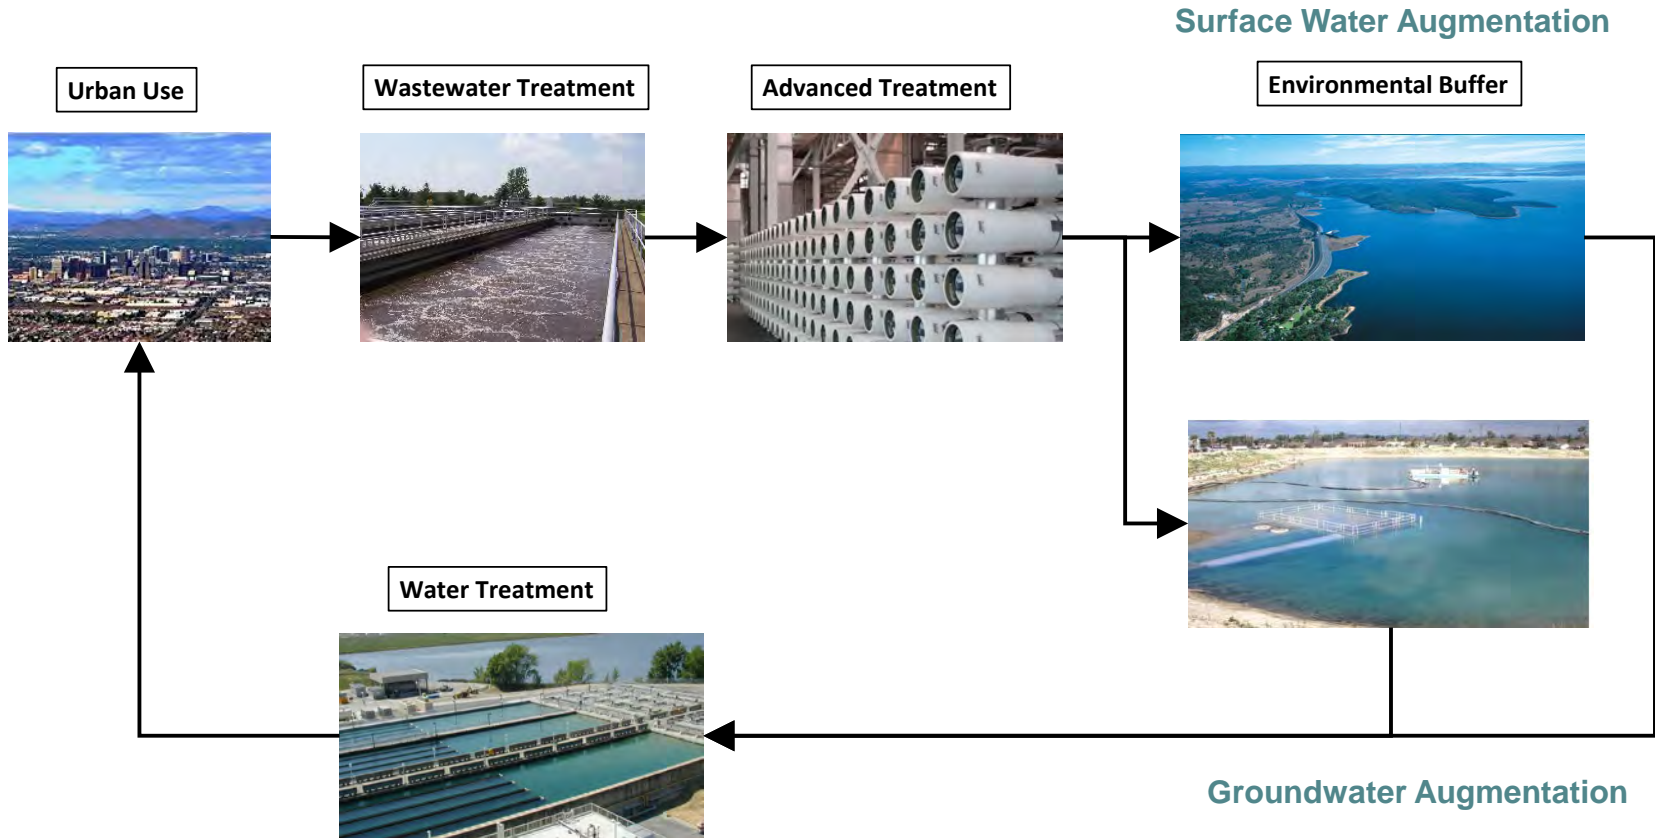 Surface Water Augmentation
Urban Use
Wastewater Treatment
Advanced Treatment
Environmental Buffer
Water Treatment
Groundwater Augmentation